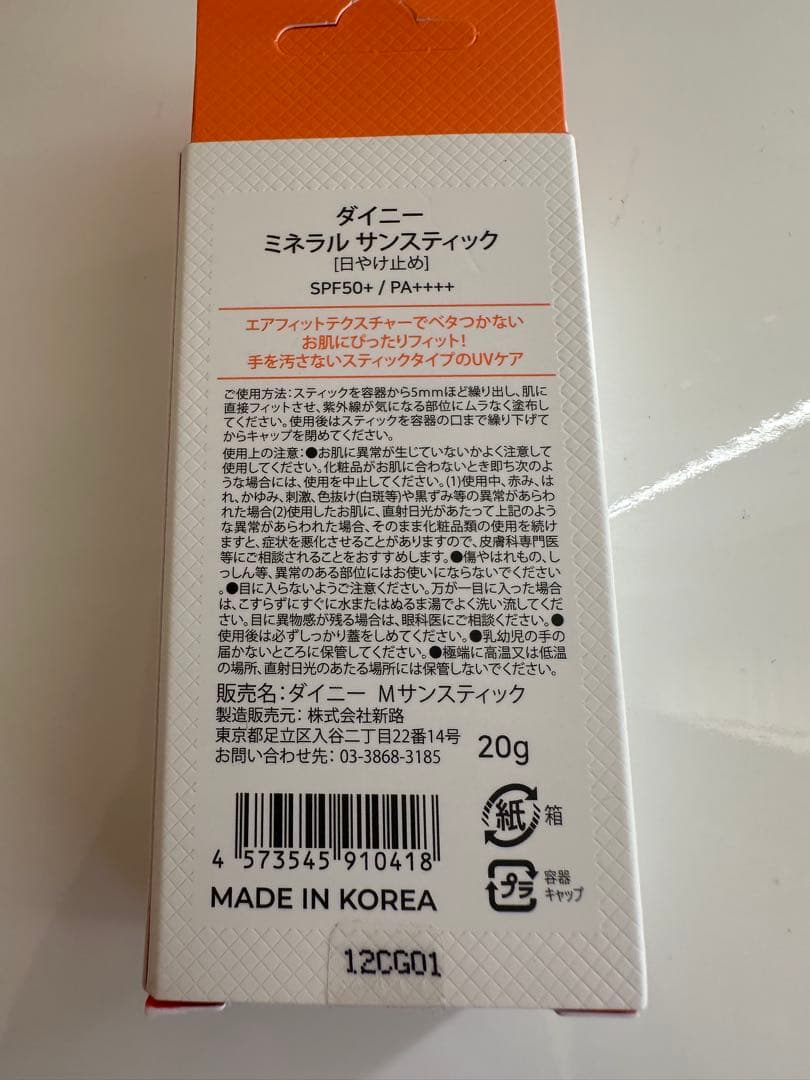 ダイニー
ミネラル サンスティック
[日やけ止め]
SPF50+ / PA++++
エアフィットテクスチャーでベタつかない
お肌にぴったりフィット!
手を汚さないスティックタイプのUVケア
ご使用方法:スティックを容器から5mmほど繰り出し、肌に
直接フィットさせ、紫外線が気になる部位にムラなく塗布し
てください。使用後はスティックを容器の口まで繰り下げて
からキャップを閉めてください。
使用上の注意:●お肌に異常が生じていないかよく注意して
使用してください。化粧品がお肌に合わないとき即ち次のよ
うな場合には、使用を中止してください。(1)使用中、赤み、は
れ、かゆみ、刺激、色抜け(白斑等)や黒ずみ等の異常があらわ
れた場合(2)使用したお肌に、直射日光があたって上記のよう
な異常があらわれた場合、そのまま化粧品類の使用を続け
ますと、症状を悪化させることがありますので、皮膚科専門医
等にご相談されることをおすすめします。●傷やはれもの、し
っしん等、異常のある部位にはお使いにならないでください
。●目に入らないようご注意ください。万が一目に入った場合
は、こすらずにすぐに水またはぬるま湯でよく洗い流してくだ
さい。目に異物感が残る場合は、眼科医にご相談ください。●
使用後は必ずしっかり蓋をしめてください。●乳幼児の手の
届かないところに保管してください。●極端に高温又は低温
の場所、直射日光のあたる場所には保管しないでください。
販売名:ダイニー Mサンスティック
製造販売元: 株式会社新路
東京都足立区入谷二丁目22番14号
お問い合わせ先: 03-3868-3185
20g
紙 箱
プラ 容器
キャップ
4 573545 910418
MADE IN KOREA
12CG01